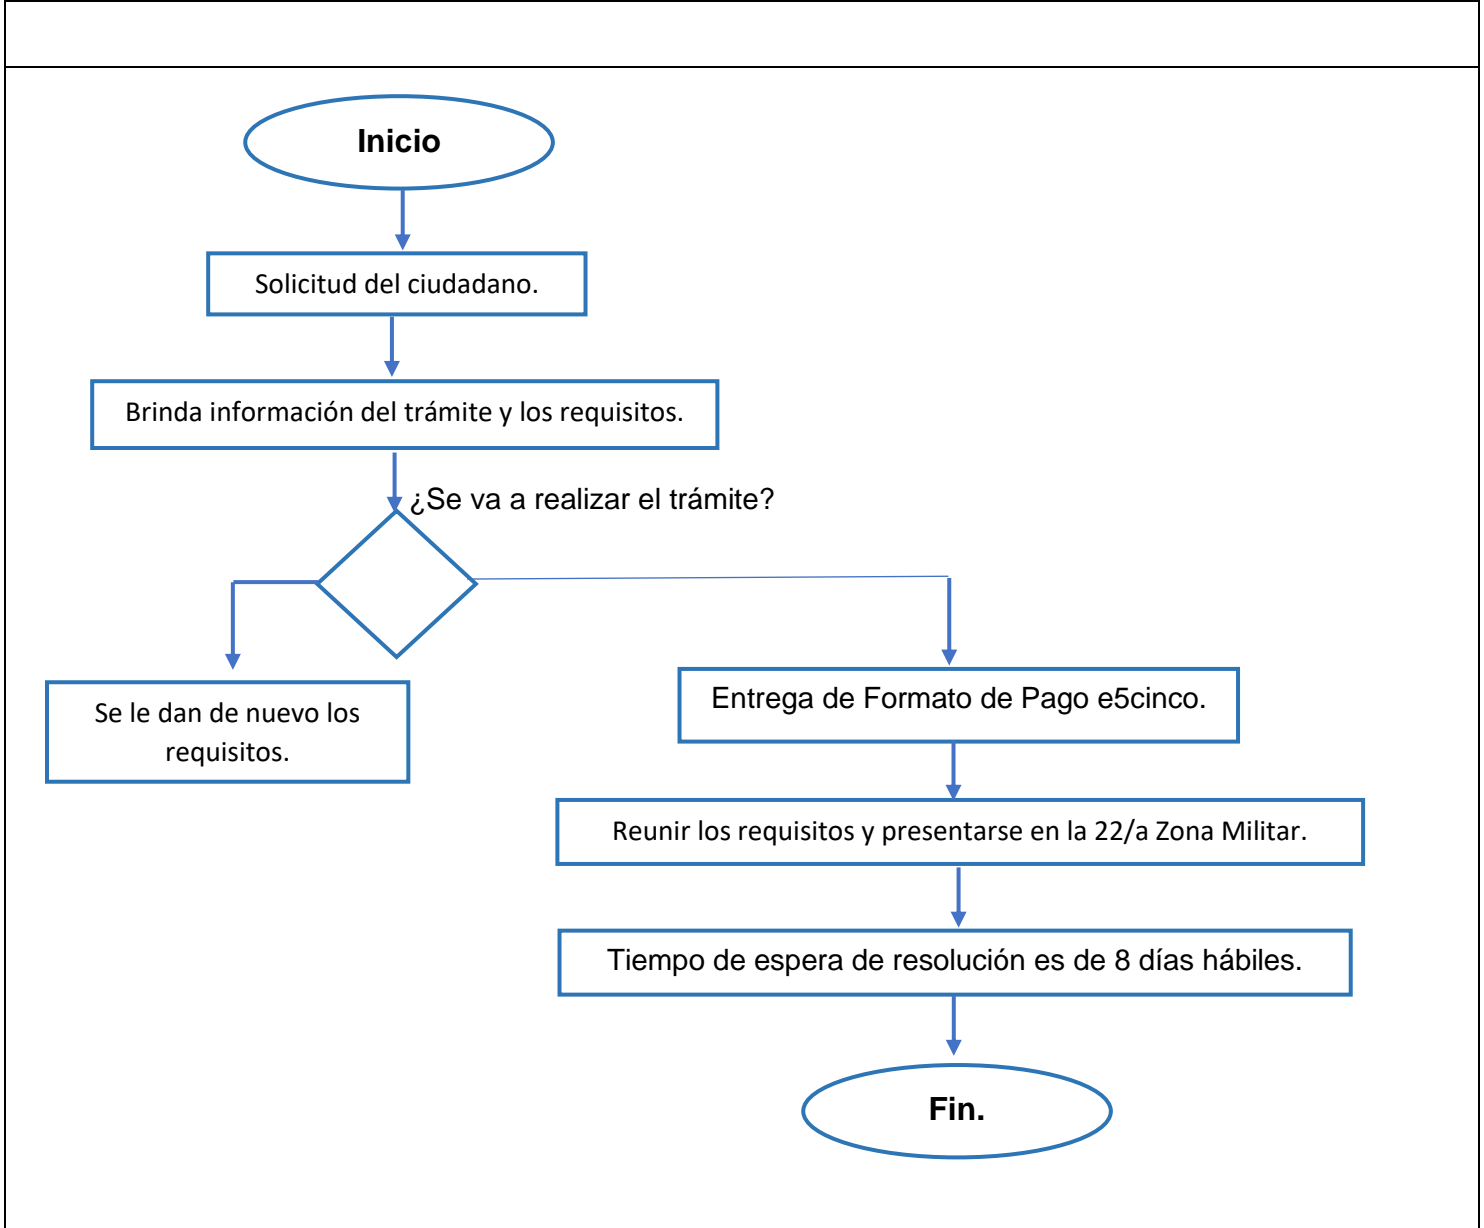 Inicio
Solicitud del ciudadano.
Brinda información del trámite y los requisitos.
¿Se va a realizar el trámite?
Se le dan de nuevo los
requisitos.
Entrega de Formato de Pago e5cinco.
Reunir los requisitos y presentarse en la 22/a Zona Militar.
Tiempo de espera de resolución es de 8 días hábiles.
Fin.